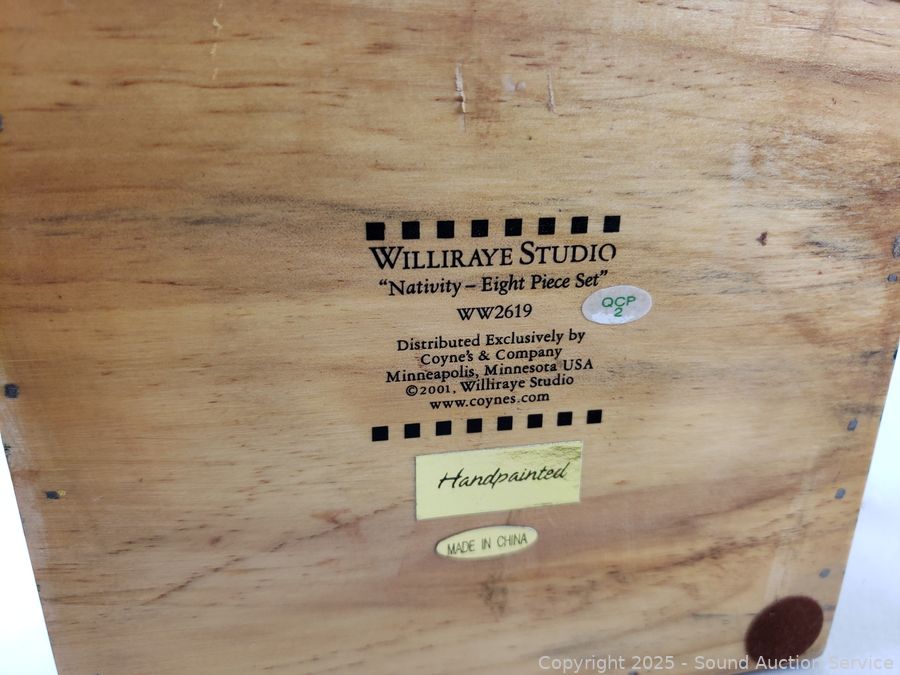 WILLIRAYE STUDIO
“Nativity – Eight Piece Set”
WW2619
QCP
2
Distributed Exclusively by
Coyne's & Company
Minneapolis, Minnesota USA
©2001, Williraye Studio
www.coynes.com
Handpainted
MADE IN CHINA
Copyright © 2025 - Sound Auction Service